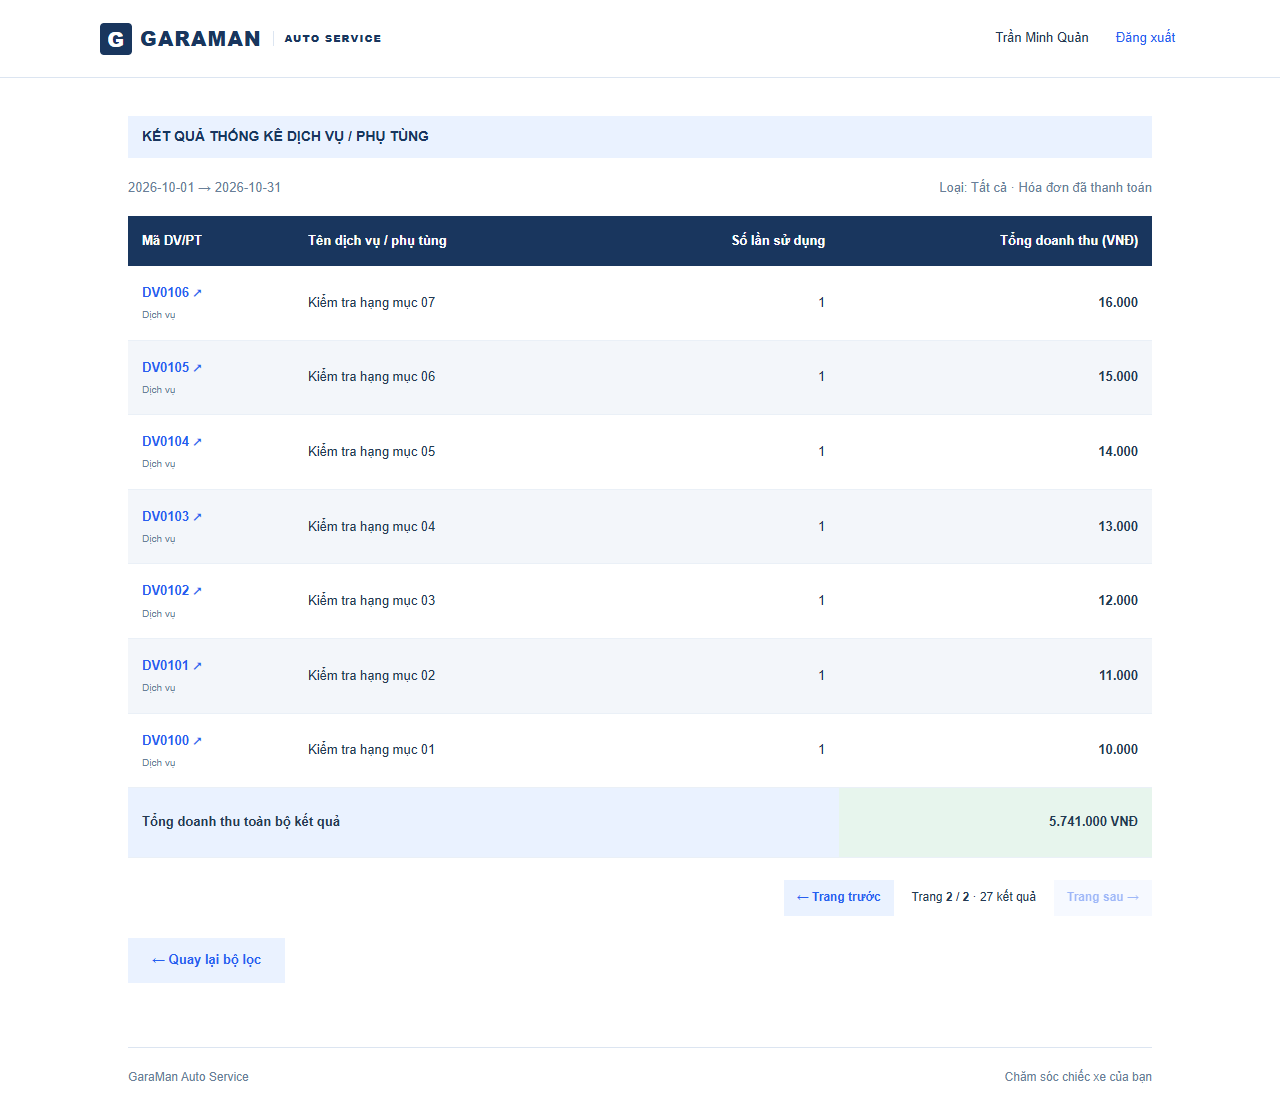 G GARAMAN AUTO SERVICE
Trần Minh Quân Đăng xuất
KẾT QUẢ THỐNG KÊ DỊCH VỤ / PHỤ TÙNG
2026-10-01 → 2026-10-31 Loại: Tất cả · Hóa đơn đã thanh toán
Mã DV/PT Tên dịch vụ / phụ tùng Số lần sử dụng Tổng doanh thu (VNĐ)
DV0106 ↗ Kiểm tra hạng mục 07 1 16.000
Dịch vụ
DV0105 ↗ Kiểm tra hạng mục 06 1 15.000
Dịch vụ
DV0104 ↗ Kiểm tra hạng mục 05 1 14.000
Dịch vụ
DV0103 ↗ Kiểm tra hạng mục 04 1 13.000
Dịch vụ
DV0102 ↗ Kiểm tra hạng mục 03 1 12.000
Dịch vụ
DV0101 ↗ Kiểm tra hạng mục 02 1 11.000
Dịch vụ
DV0100 ↗ Kiểm tra hạng mục 01 1 10.000
Dịch vụ
Tổng doanh thu toàn bộ kết quả 5.741.000 VNĐ
← Trang trước Trang 2 / 2 · 27 kết quả Trang sau →
← Quay lại bộ lọc
GaraMan Auto Service Chăm sóc chiếc xe của bạn